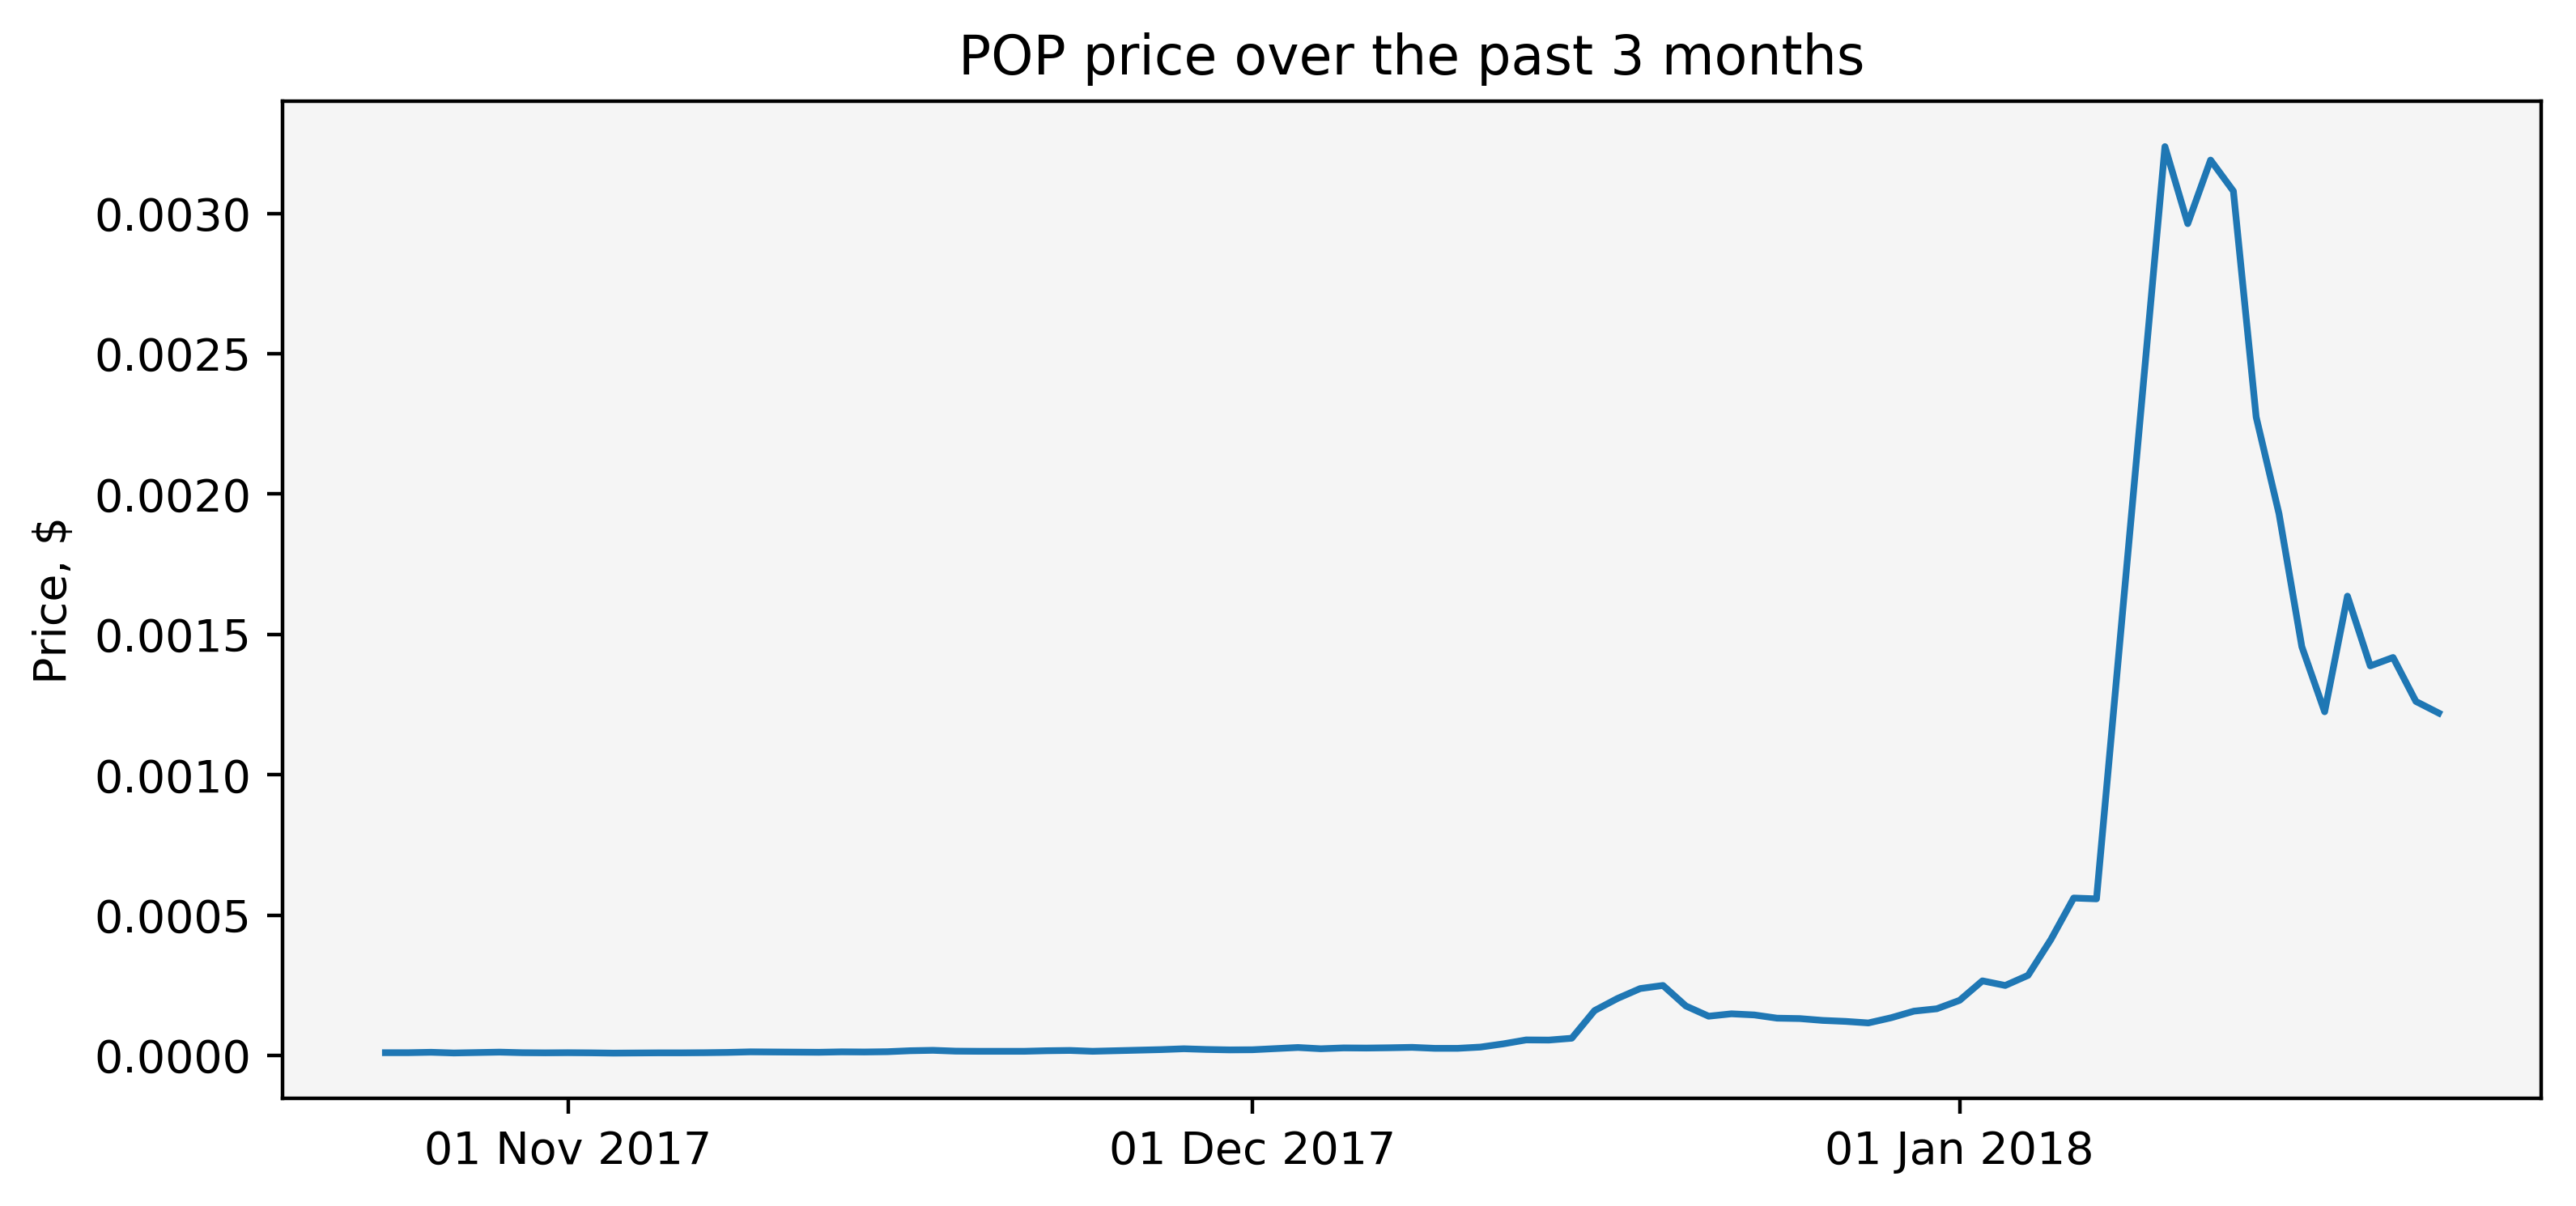 POP price over the past 3 months
Price, $
0.0030
0.0025
0.0020
0.0015
0.0010
0.0005
0.0000
01 Nov 2017
01 Dec 2017
01 Jan 2018